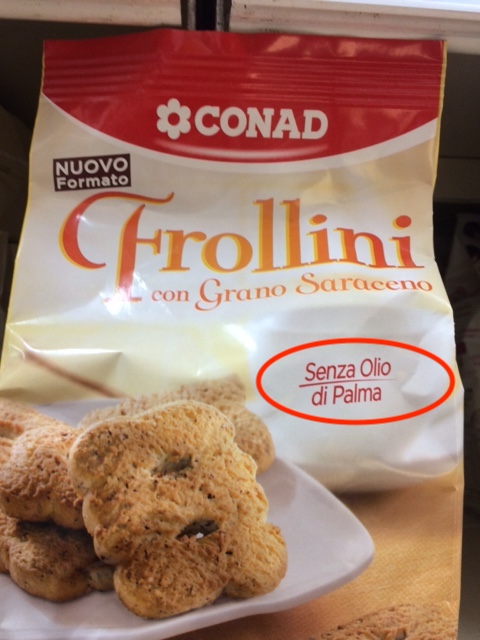 CONAD
NUOVO
Formato
Frollini
con Grano Saraceno
Senza Olio
di Palma